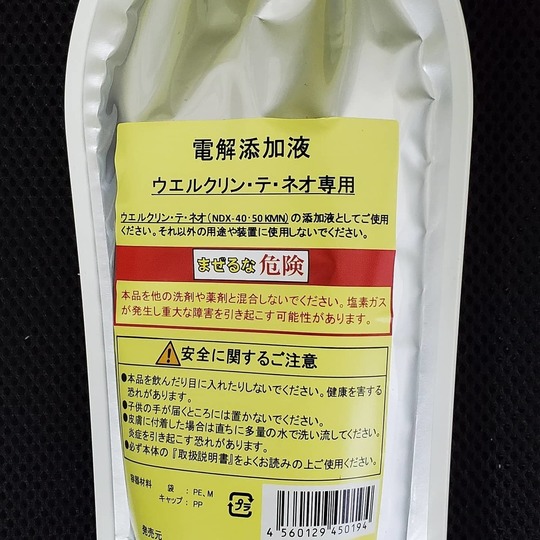 電解添加液
ウエルクリン・テ・ネオ専用
ウエルクリン・テ・ネオ(NDX-40・50KMN)の添加液としてご使用
ください。それ以外の用途や装置に使用しないでください。
まぜるな危険
本品を他の洗剤や薬剤と混合しないでください。塩素ガス
が発生し重大な障害を引き起こす可能性があります。
安全に関するご注意
●本品を飲んだり目に入れたりしないでください。健康を害する
恐れがあります。
●子供の手が届くところには置かないでください。
●皮膚に付着した場合は直ちに多量の水で洗い流してください。
炎症を引き起こす恐れがあります。
●必ず本体の『取扱説明書』をよくお読みの上ご使用ください。
容器材料 袋 : PE、M
キャップ : PP
プラ
4 560129 450194
発売元